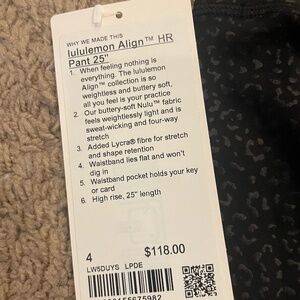 WHY WE MADE THIS
lululemon Align™ HR
Pant 25"
1. When feeling nothing is
everything. The lululemon
Align™ collection is so
weightless and buttery soft,
all you feel is your practice
2. Our buttery-soft Nulu™ fabric
feels weightlessly light and is
sweat-wicking and four-way
stretch
3. Added Lycra® fibre for stretch
and shape retention
4. Waistband lies flat and won't
dig in
5. Waistband pocket holds your key
or card
6. High rise, 25" length
4 $118.00
LW5DUYS LPDE